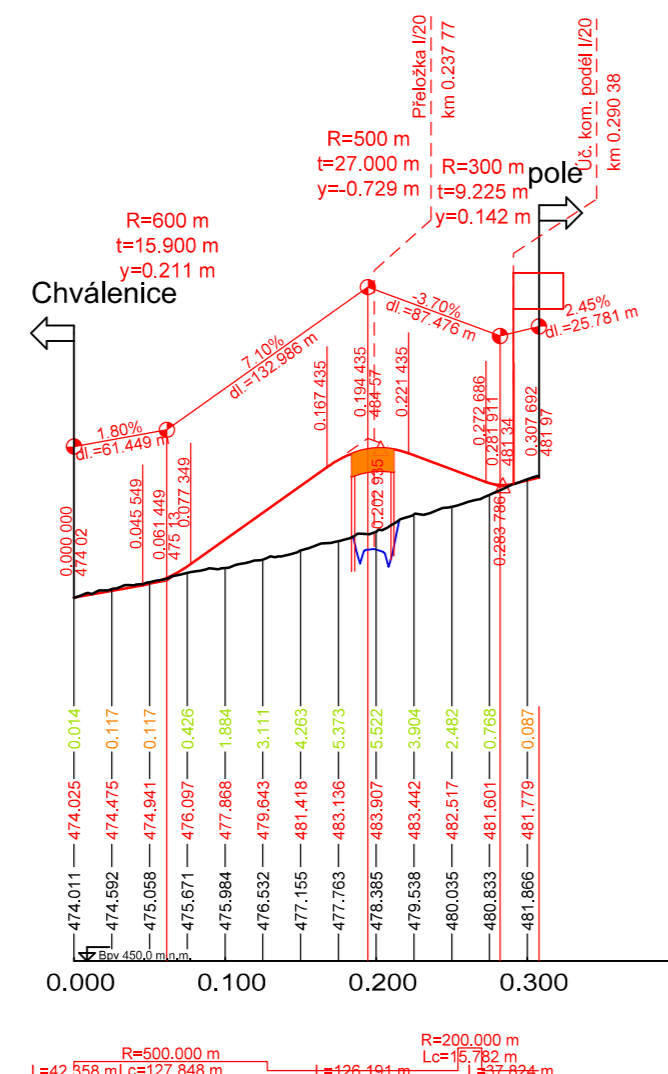 Přeložka I/20
km 0.237 77
Úč. kom. podél I/20
km 0.290 38
R=500 m
t=27.000 m
y=-0.729 m
R=300 m
t=9.225 m
y=0.142 m
pole
R=600 m
t=15.900 m
y=0.211 m
Chválenice
1.80%
dl.=61.449 m
7.10%
dl.=132.986 m
-3.70%
dl.=87.476 m
2.45%
dl.=25.781 m
0.000 000
474.02
0.045 549
0.061 449
475.13
0.077 349
0.167 435
0.194 435
484.57
0.202 935
0.221 435
0.272 686
0.281 911
481.34
0.283 786
0.307 692
481.97
0.014 0.117 0.117 0.426 1.884 3.111 4.263 5.373 5.522 3.904 2.482 0.768 0.087
474.025 474.475 474.941 476.097 477.868 479.643 481.418 483.136 483.907 483.442 482.517 481.601 481.779
474.011 474.592 475.058 475.671 475.984 476.532 477.155 477.763 478.385 479.538 480.035 480.833 481.866
Bpv 450.0 m.n.m.
0.000 0.100 0.200 0.300
R=500.000 m
R=200.000 m
Lc=15.782 m
L=42.358 m Lc=127.848 m L=126.191 m L=37.824 m